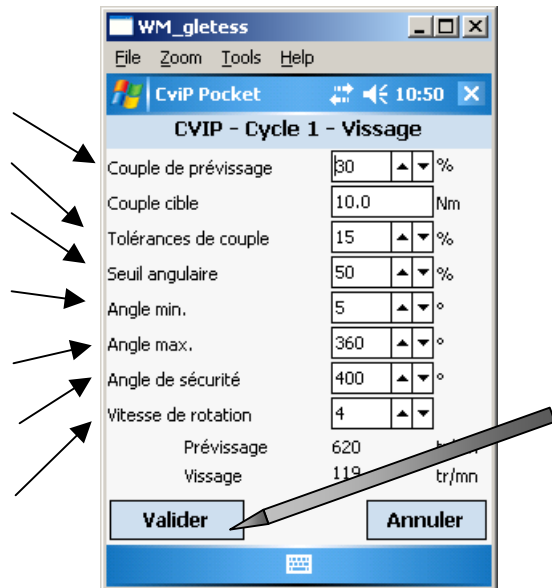 WM_gletess
File Zoom Tools Help
CviP Pocket 10:50
CVIP - Cycle 1 - Vissage
Couple de prévissage 30 %
Couple cible 10.0 Nm
Tolérances de couple 15 %
Seuil angulaire 50 %
Angle min. 5 °
Angle max. 360 °
Angle de sécurité 400 °
Vitesse de rotation 4
Prévissage 620
Vissage 119 tr/mn
Valider Annuler